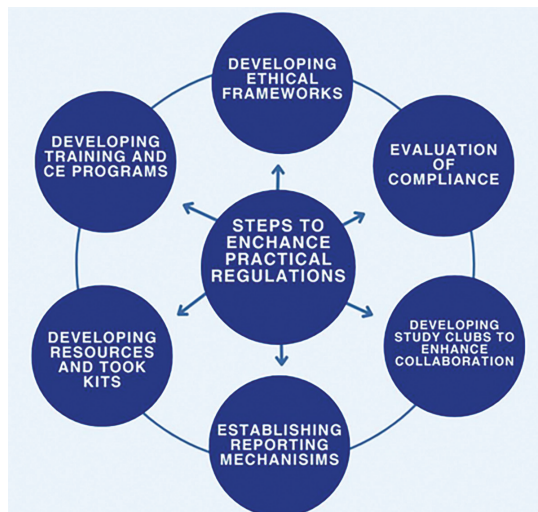 DEVELOPING
ETHICAL
FRAMEWORKS
EVALUATION
OF
COMPLIANCE
DEVELOPING
STUDY CLUBS TO
ENHANCE
COLLABORATION
ESTABLISHING
REPORTING
MECHANISIMS
DEVELOPING
RESOURCES
AND TOOK
KITS
DEVELOPING
TRAINING AND
CE PROGRAMS
STEPS TO
ENCHANCE
PRACTICAL
REGULATIONS